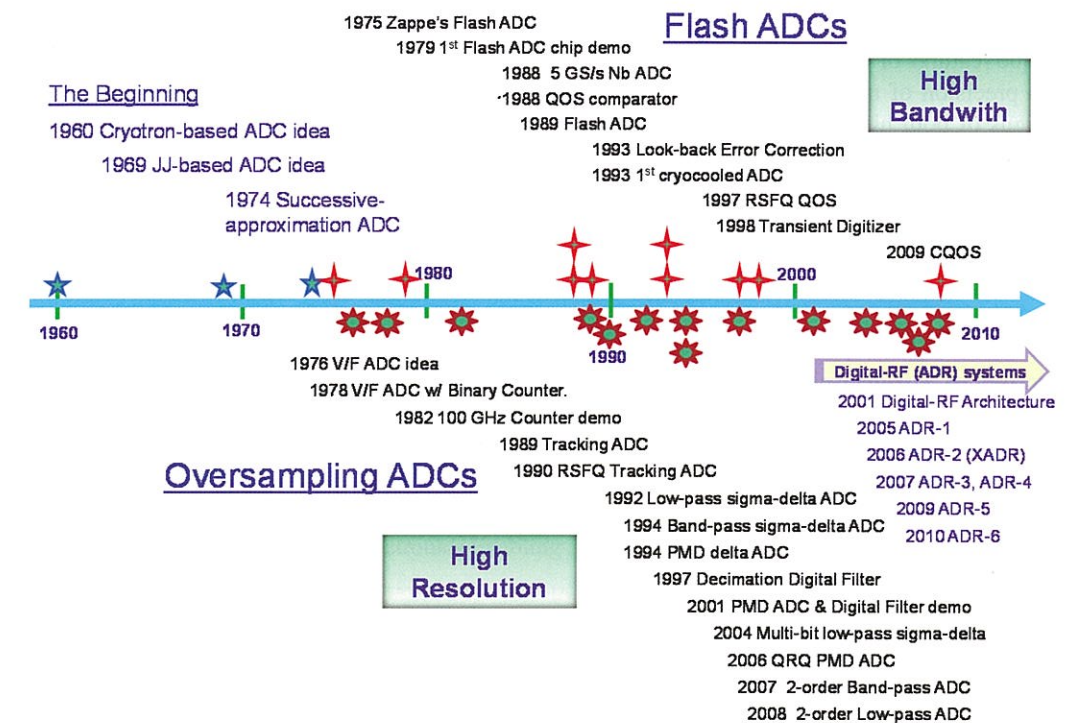 1975 Zappe's Flash ADC
Flash ADCs
1979 1st Flash ADC chip demo
1988 5 GS/s Nb ADC
1988 QOS comparator
1989 Flash ADC
High
Bandwith
The Beginning
1960 Cryotron-based ADC idea
1969 JJ-based ADC idea
1974 Successive-
approximation ADC
1993 Look-back Error Correction
1993 1st cryocooled ADC
1997 RSFQ QOS
1998 Transient Digitizer
2009 CQOS
1960
1970
1980
1990
2000
2010
1976 V/F ADC idea
1978 V/F ADC w/ Binary Counter.
1982 100 GHz Counter demo
1989 Tracking ADC
1990 RSFQ Tracking ADC
Oversampling ADCs
High
Resolution
1992 Low-pass sigma-delta ADC
1994 Band-pass sigma-delta ADC
1994 PMD delta ADC
1997 Decimation Digital Filter
2001 PMD ADC & Digital Filter demo
2004 Multi-bit low-pass sigma-delta
2006 QRQ PMD ADC
2007 2-order Band-pass ADC
2008 2-order Low-pass ADC
Digital-RF (ADR) systems
2001 Digital-RF Architecture
2005 ADR-1
2006 ADR-2 (XADR)
2007 ADR-3, ADR-4
2009 ADR-5
2010 ADR-6